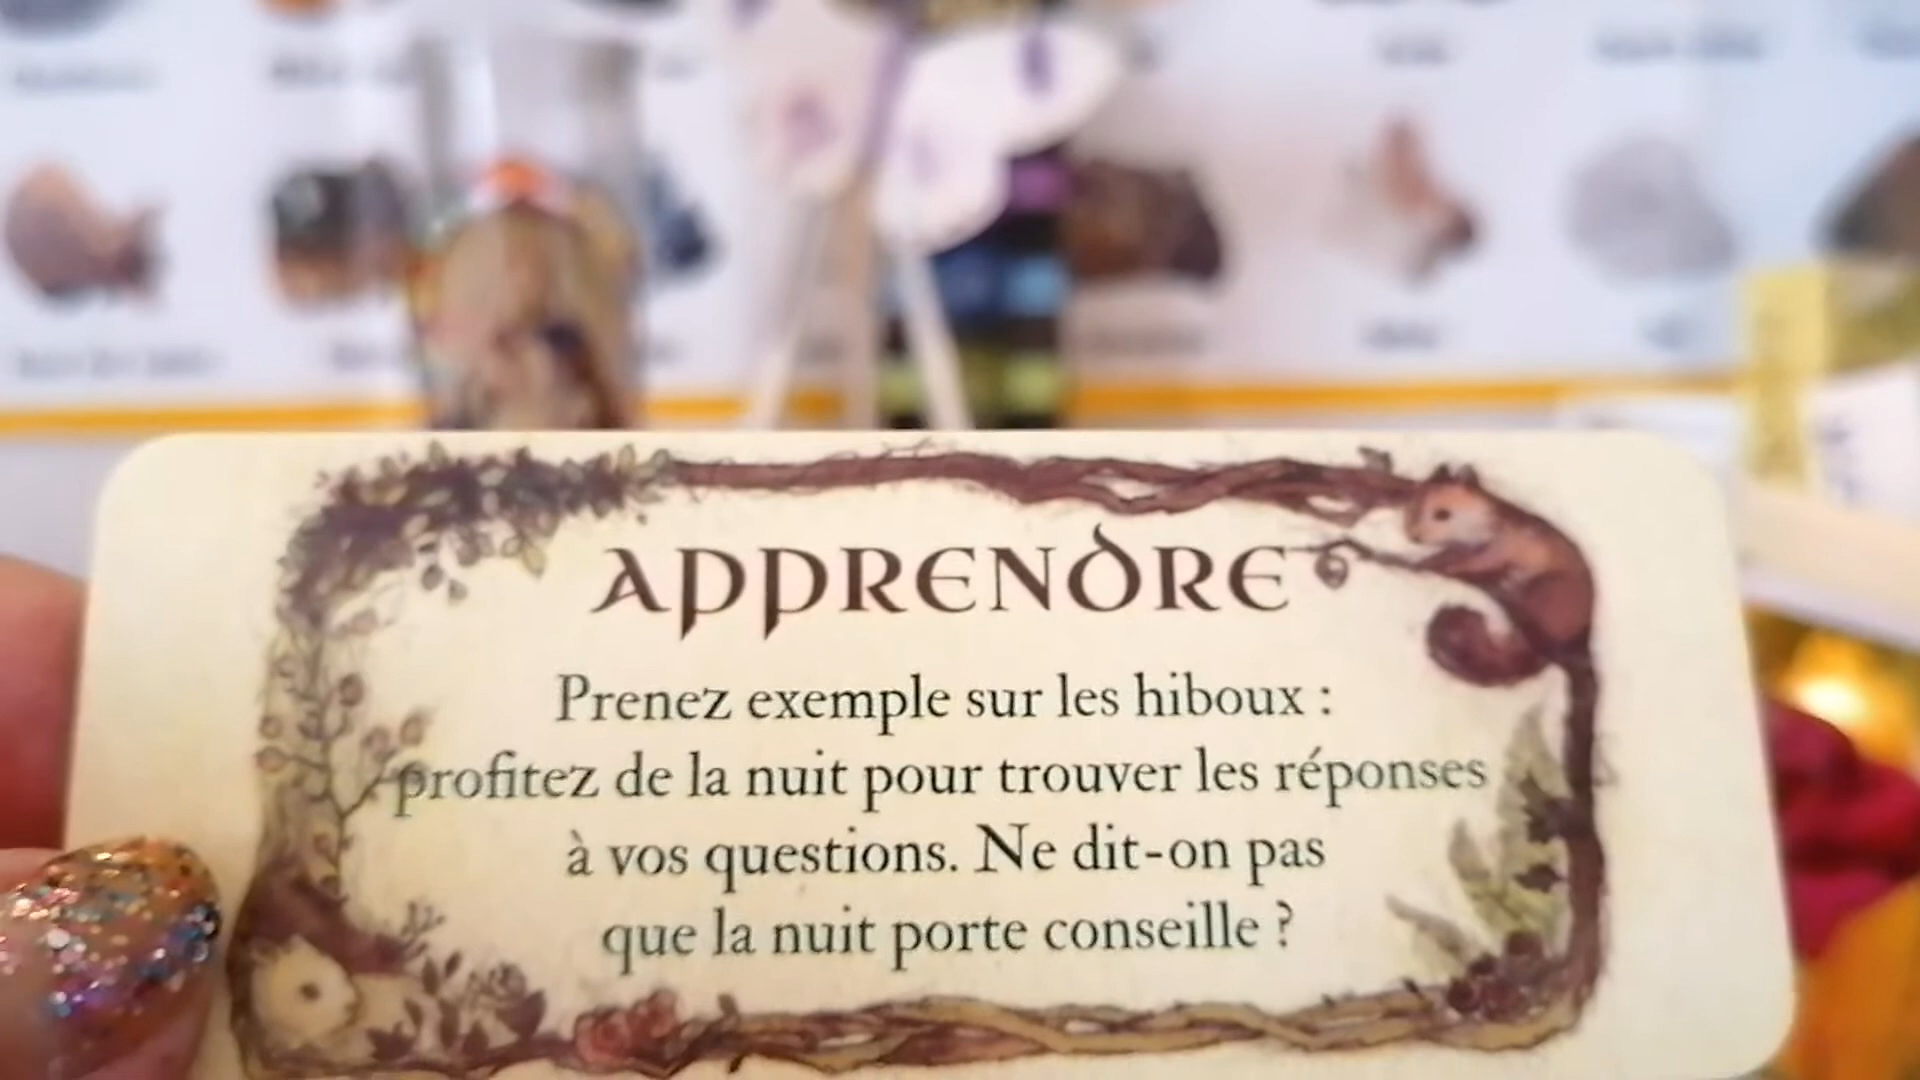 APPRENDRE
Prenez exemple sur les hiboux :
profitez de la nuit pour trouver les réponses
à vos questions. Ne dit-on pas
que la nuit porte conseille ?